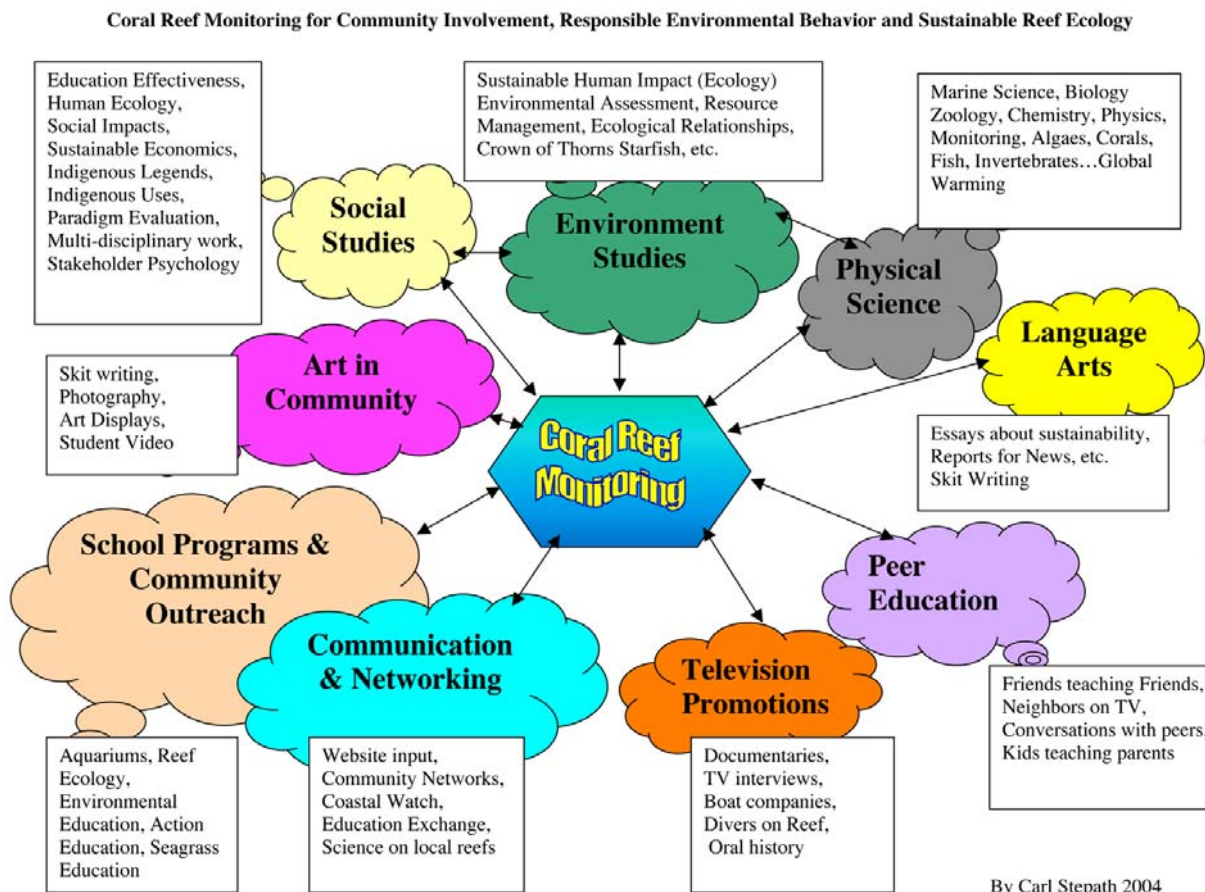 Coral Reef Monitoring for Community Involvement, Responsible Environmental Behavior and Sustainable Reef Ecology
Education Effectiveness,
Human Ecology,
Social Impacts,
Sustainable Economics,
Indigenous Legends,
Indigenous Uses,
Paradigm Evaluation,
Multi-disciplinary work,
Stakeholder Psychology
Social
Studies
Sustainable Human Impact (Ecology)
Environmental Assessment, Resource
Management, Ecological Relationships,
Crown of Thorns Starfish, etc.
Environment
Studies
Marine Science, Biology
Zoology, Chemistry, Physics,
Monitoring, Algaes, Corals,
Fish, Invertebrates…Global
Warming
Physical
Science
Language
Arts
Essays about sustainability,
Reports for News, etc.
Skit Writing
Art in
Community
Skit writing,
Photography,
Art Displays,
Student Video
Coral Reef
Monitoring
School Programs &
Community
Outreach
Aquariums, Reef
Ecology,
Environmental
Education, Action
Education, Seagrass
Education
Communication
& Networking
Website input,
Community Networks,
Coastal Watch,
Education Exchange,
Science on local reefs
Television
Promotions
Documentaries,
TV interviews,
Boat companies,
Divers on Reef,
Oral history
Peer
Education
Friends teaching Friends,
Neighbors on TV,
Conversations with peers,
Kids teaching parents
By Carl Stepath 2004